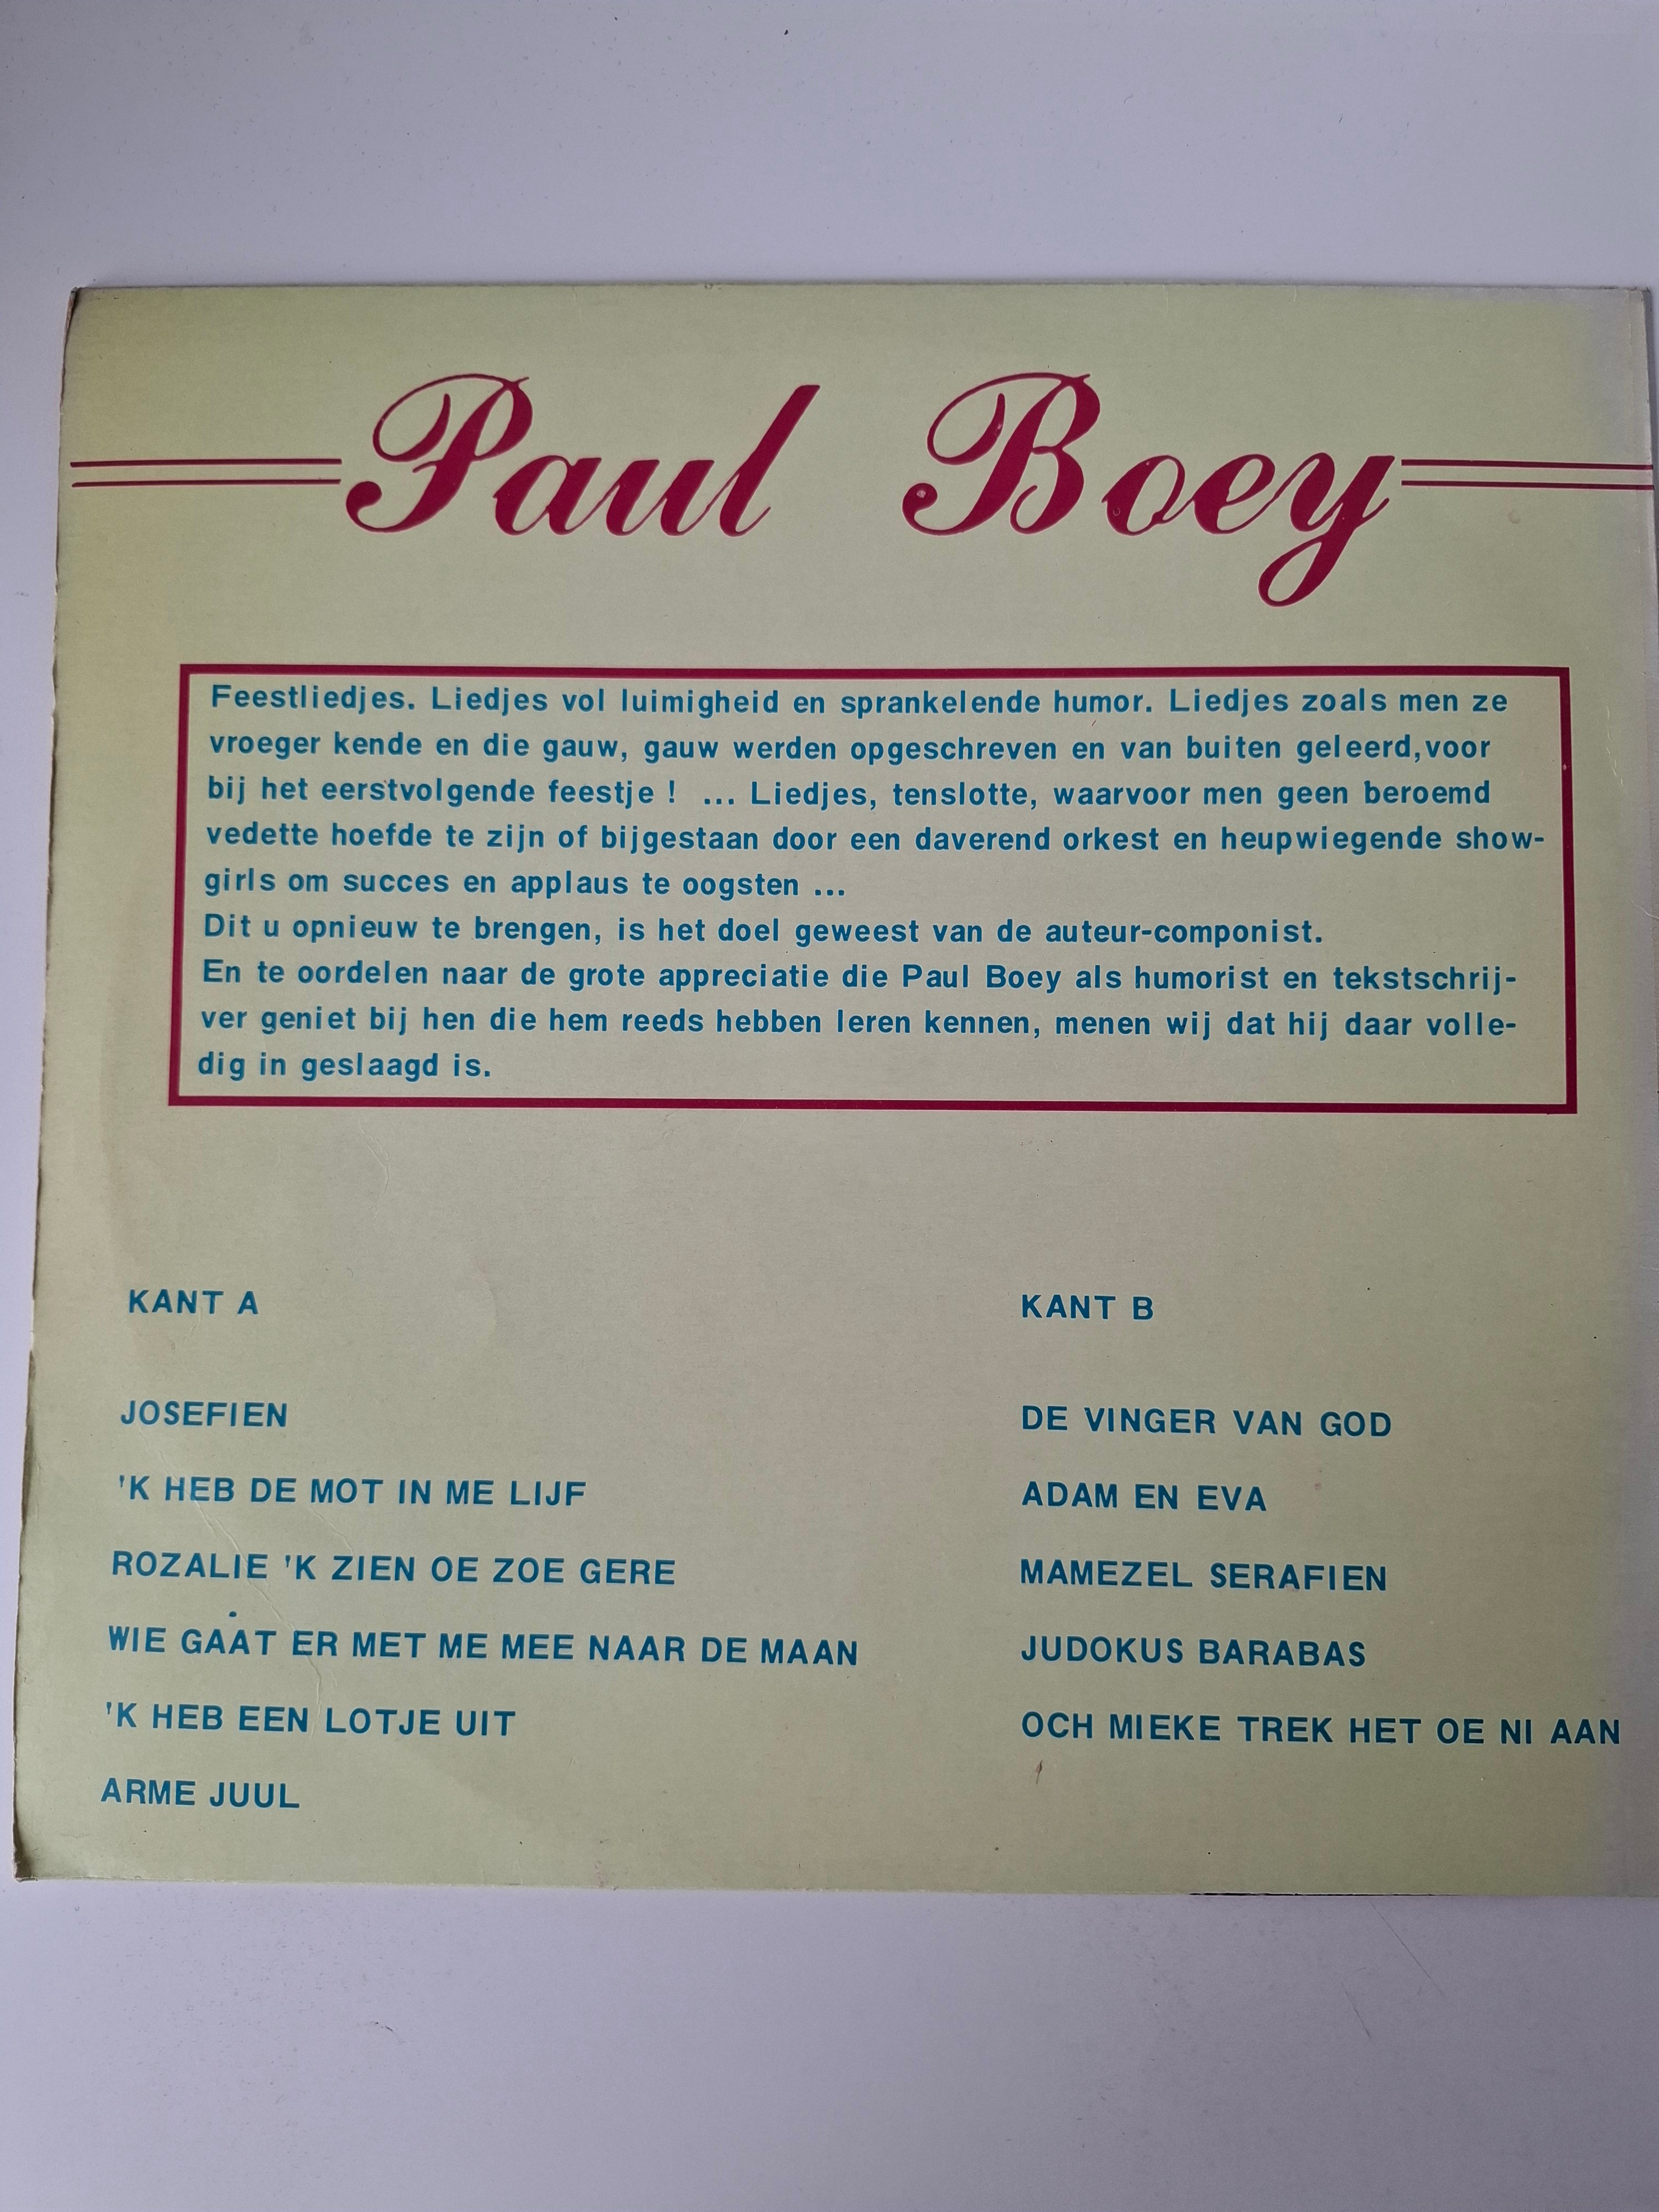 Paul Boey
Feestliedjes. Liedjes vol luimigheid en sprankelende humor. Liedjes zoals men ze
vroeger kende en die gauw, gauw werden opgeschreven en van buiten geleerd,voor
bij het eerstvolgende feestje ! ... Liedjes, tenslotte, waarvoor men geen beroemd
vedette hoefde te zijn of bijgestaan door een daverend orkest en heupwiegende show-
girls om succes en applaus te oogsten ...
Dit u opnieuw te brengen, is het doel geweest van de auteur-componist.
En te oordelen naar de grote appreciatie die Paul Boey als humorist en tekstschrij-
ver geniet bij hen die hem reeds hebben leren kennen, menen wij dat hij daar volle-
dig in geslaagd is.
KANT A
JOSEFIEN
'K HEB DE MOT IN ME LIJF
ROZALIE 'K ZIEN OE ZOE GERE
WIE GAAT ER MET ME MEE NAAR DE MAAN
'K HEB EEN LOTJE UIT
ARME JUUL
KANT B
DE VINGER VAN GOD
ADAM EN EVA
MAMEZEL SERAFIEN
JUDOKUS BARABAS
OCH MIEKE TREK HET OE NI AAN